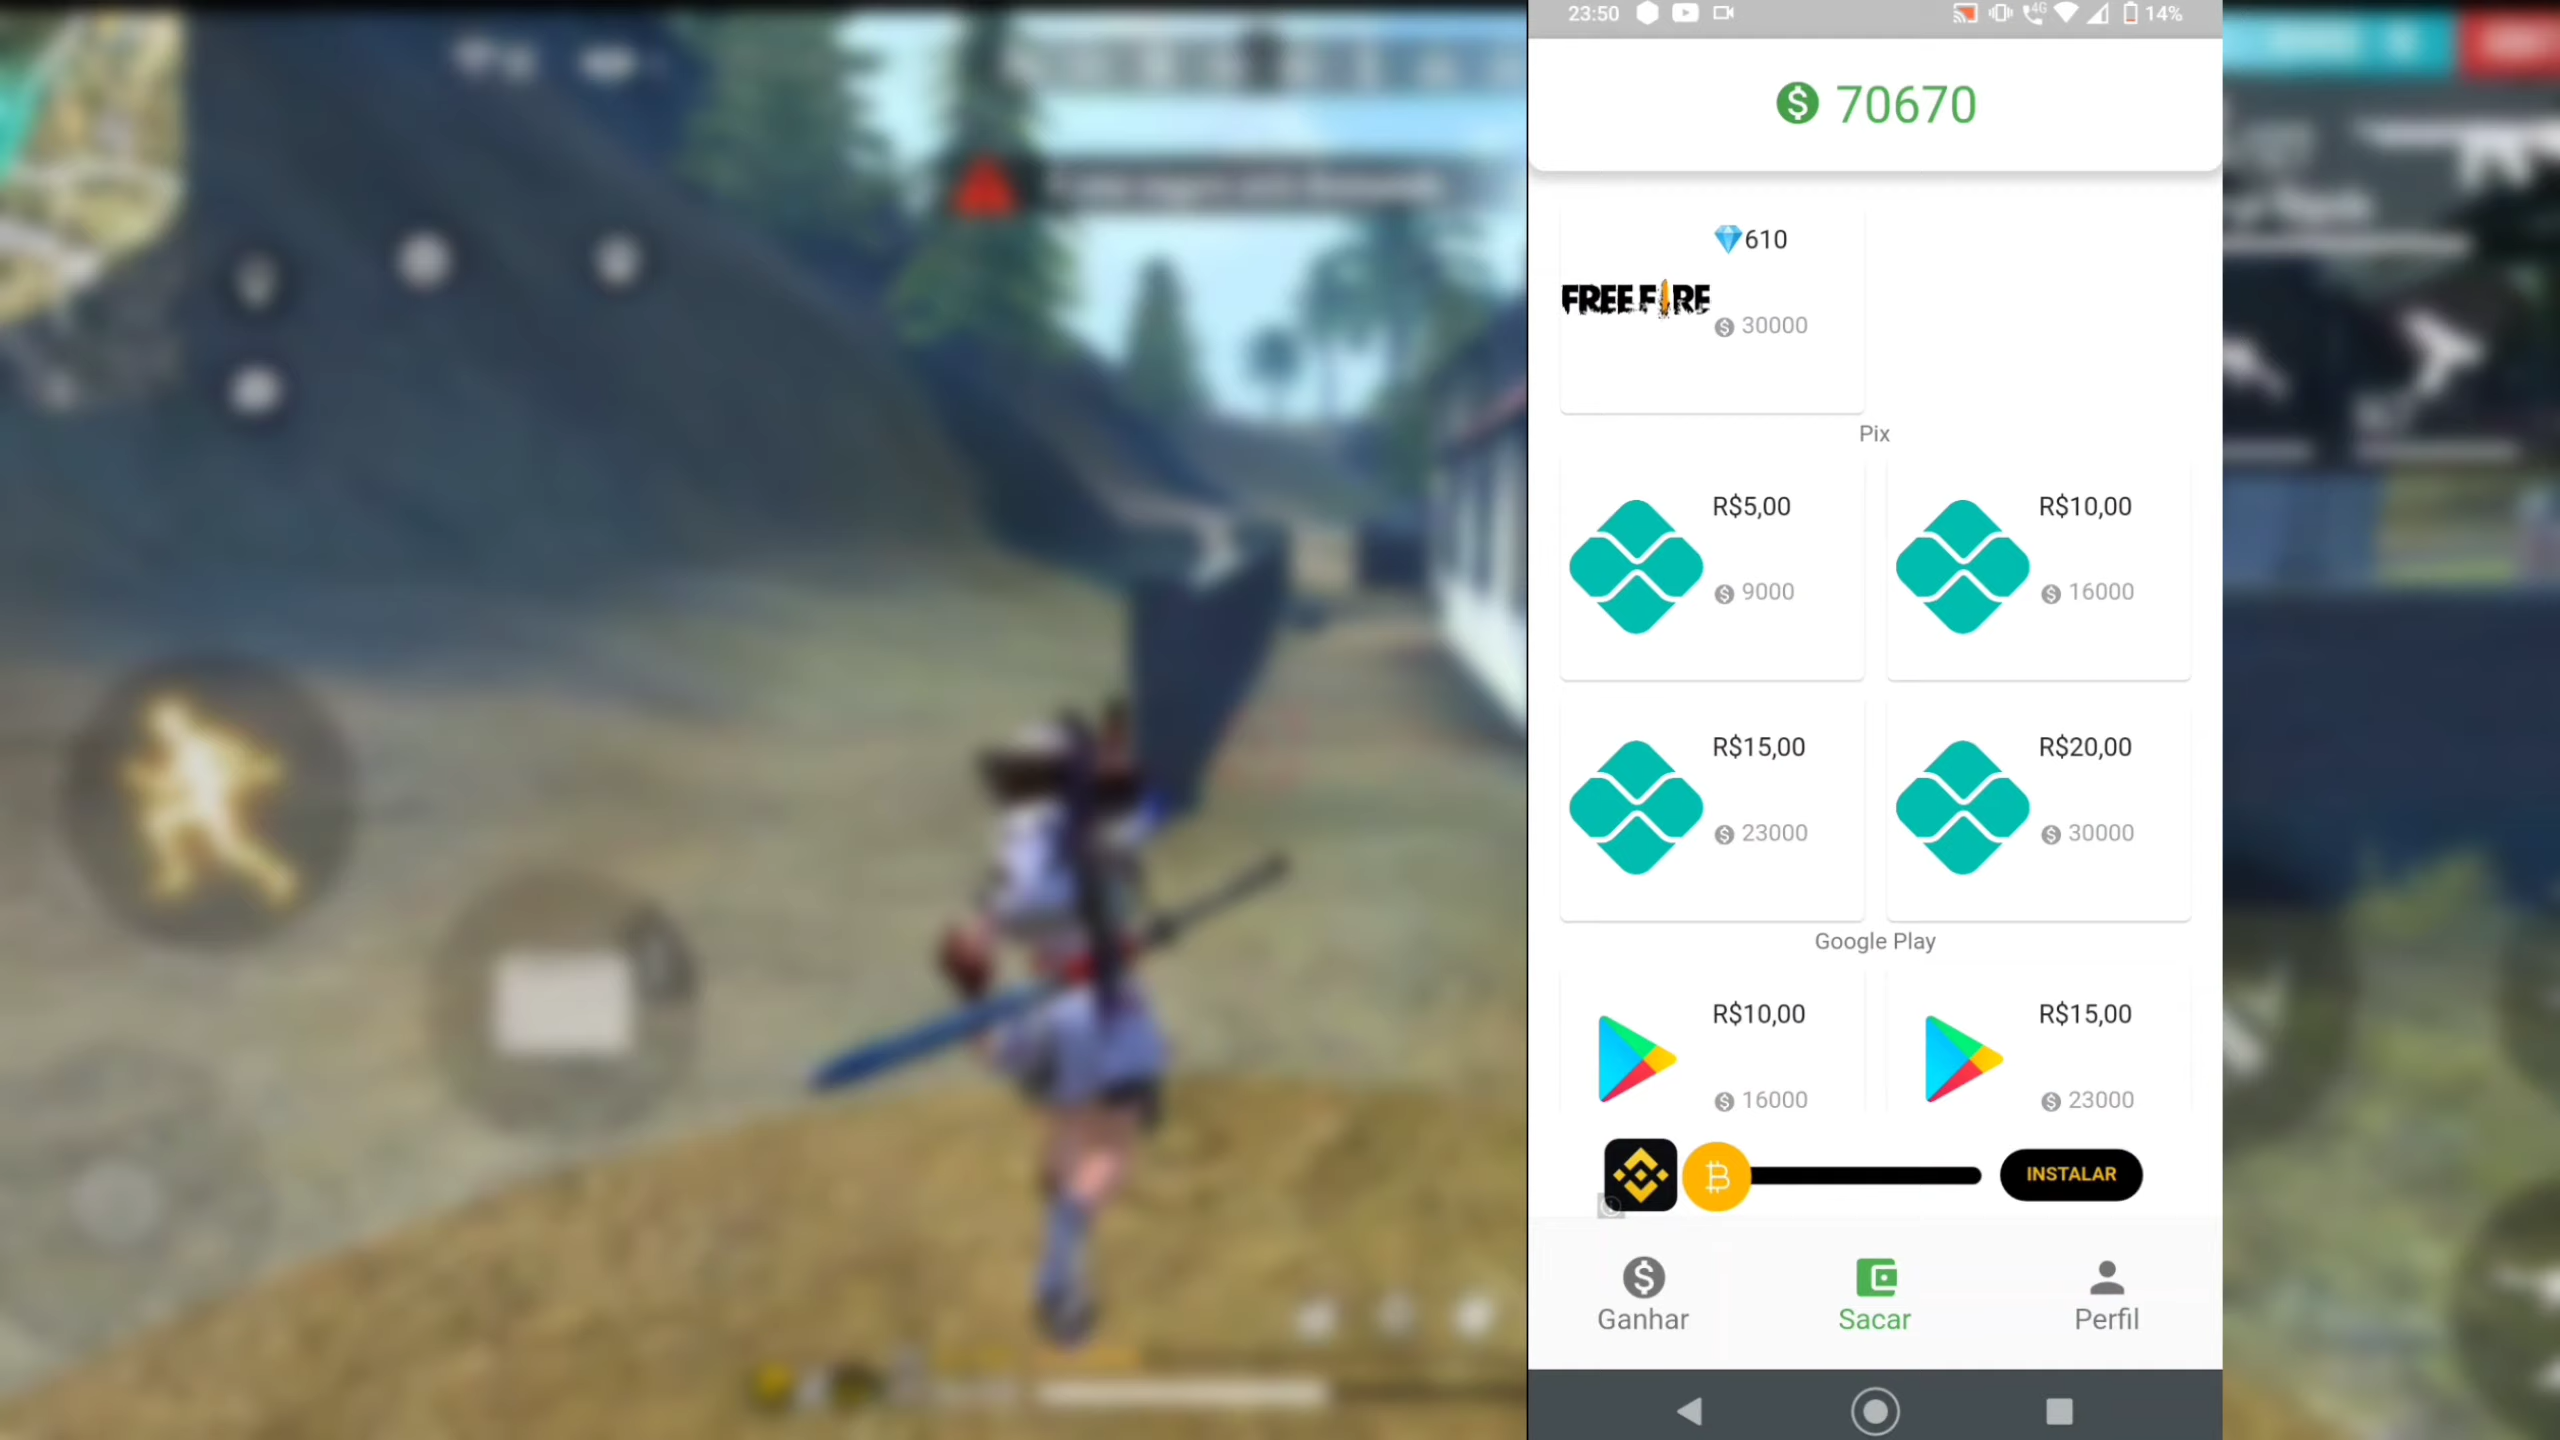 23:50
4G
14%
70670
610
FREE FIRE
30000
Pix
R$5,00
R$10,00
9000
16000
R$15,00
R$20,00
23000
30000
Google Play
R$10,00
R$15,00
16000
23000
INSTALAR
Ganhar
Sacar
Perfil